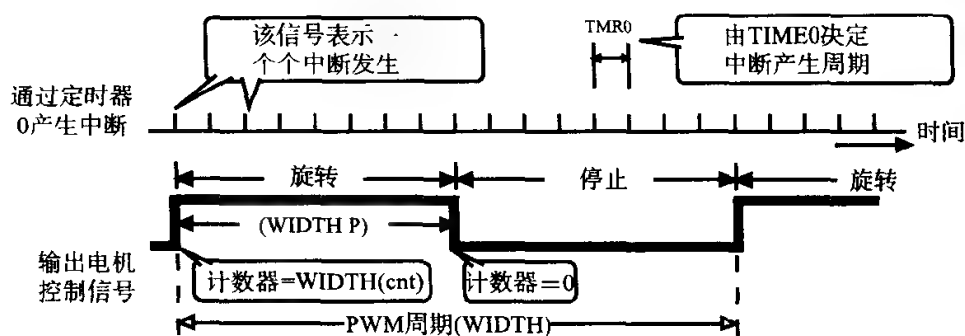 该信号表示
个个中断发生
TMR0
由TIME0决定
中断产生周期
通过定时器
0产生中断
时间
旋转
停止
旋转
(WIDTH P)
输出电机
控制信号
计数器=WIDTH(cnt)
计数器=0
PWM周期(WIDTH)